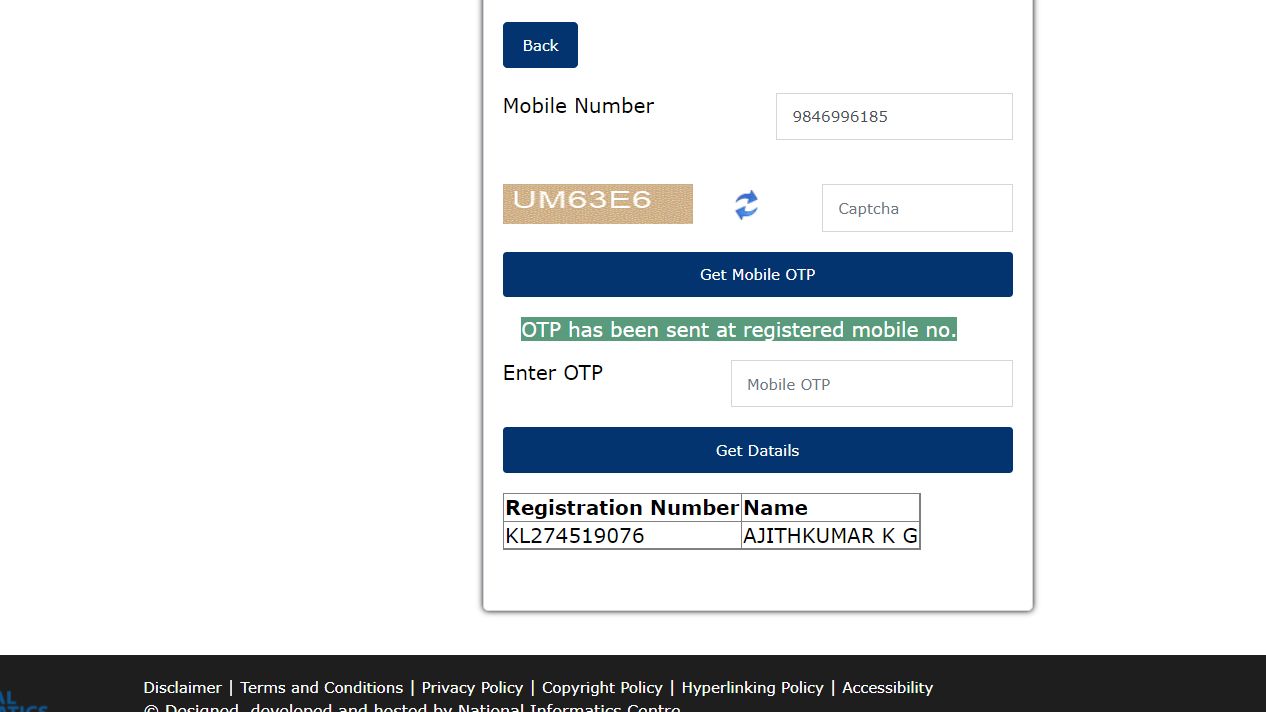 Back
Mobile Number 9846996185
UM63E6 Captcha
Get Mobile OTP
OTP has been sent at registered mobile no.
Enter OTP Mobile OTP
Get Datails
Registration Number Name
KL274519076 AJITHKUMAR K G
Disclaimer | Terms and Conditions | Privacy Policy | Copyright Policy | Hyperlinking Policy | Accessibility
© Designed, developed and hosted by National Informatics Centre